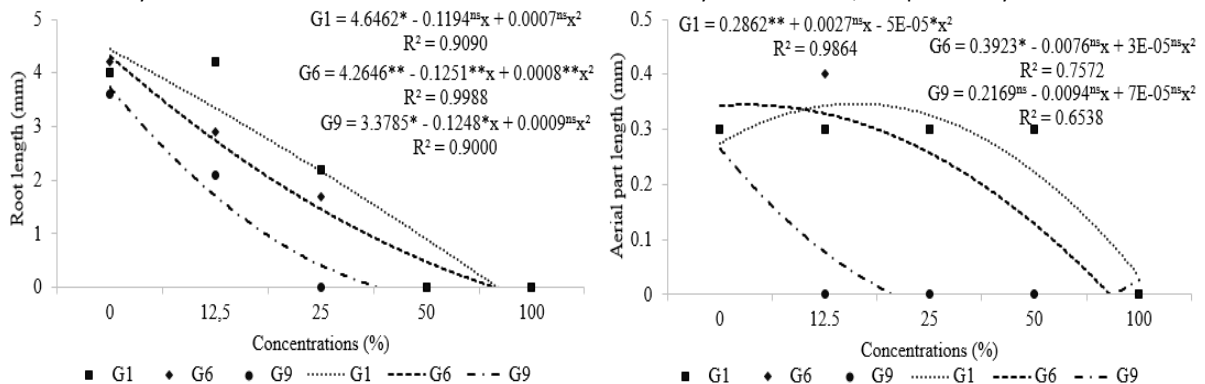 G1 = 4.6462* - 0.1194ⁿˢx + 0.0007ⁿˢx²
R² = 0.9090
G6 = 4.2646** - 0.1251**x + 0.0008**x²
R² = 0.9988
G9 = 3.3785* - 0.1248*x + 0.0009ⁿˢx²
R² = 0.9000
Root length (mm)
5
4
3
2
1
0
0 12,5 25 50 100
Concentrations (%)
G1 G6 G9 G1 G6 G9
G1 = 0.2862** + 0.0027ⁿˢx - 5E-05*x²
R² = 0.9864
G6 = 0.3923* - 0.0076ⁿˢx + 3E-05ⁿˢx²
R² = 0.7572
G9 = 0.2169ⁿˢ - 0.0094ⁿˢx + 7E-05ⁿˢx²
R² = 0.6538
Aerial part length (mm)
0.5
0.4
0.3
0.2
0.1
0
0 12.5 25 50 100
Concentrations (%)
G1 G6 G9 G1 G6 G9